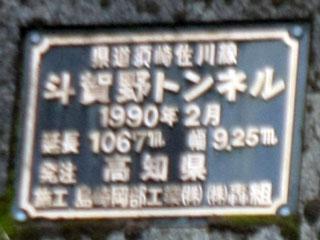 県道須崎佐川線
斗賀野トンネル
1990年2月
延長 1067m 幅 9.25m
発注 高知県
施工 島崎岡部工業㈱ ㈱森組